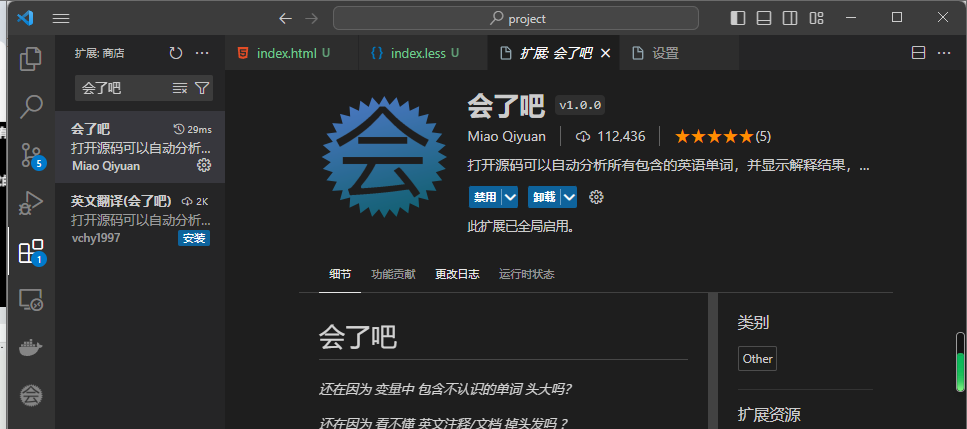 project
扩展: 商店
index.html U
index.less U
扩展: 会了吧
设置
会了吧
会了吧
29ms
打开源码可以自动分析...
Miao Qiyuan
英文翻译(会了吧)
2K
打开源码可以自动分析...
vchy1997
安装
5
1
会
会了吧
v1.0.0
Miao Qiyuan
112,436
(5)
打开源码可以自动分析所有包含的英语单词，并显示解释结果，...
禁用
卸载
此扩展已全局启用。
细节
功能贡献
更改日志
运行时状态
会了吧
还在因为 变量中 包含不认识的单词 头大吗?
还在因为 看不懂 英文注释/文档 掉头发吗 ?
类别
Other
扩展资源